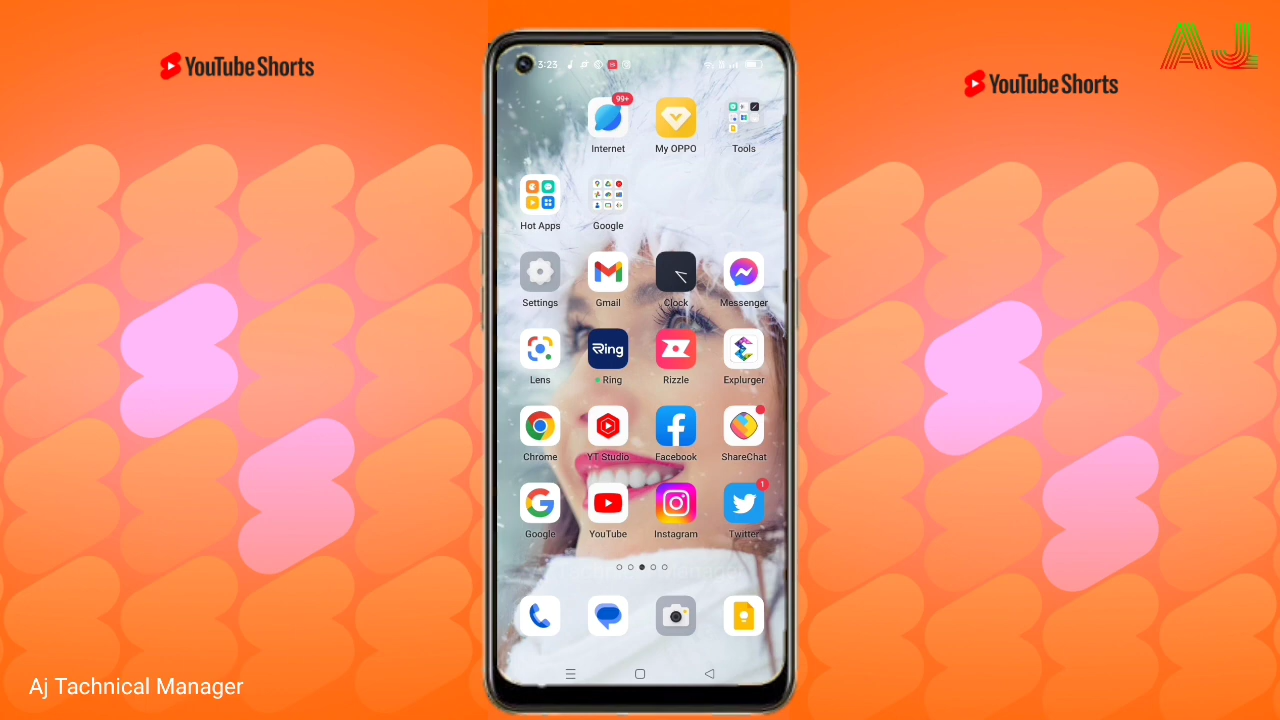 YouTube Shorts
AJ
YouTube Shorts
3:23
99+
Internet
My OPPO
Tools
Hot Apps
Google
Settings
Gmail
Clock
Messenger
Ring
Lens
Ring
Rizzle
Explurger
Chrome
YT Studio
Facebook
ShareChat
1
Google
YouTube
Instagram
Twitter
Aj Tachnical Manager